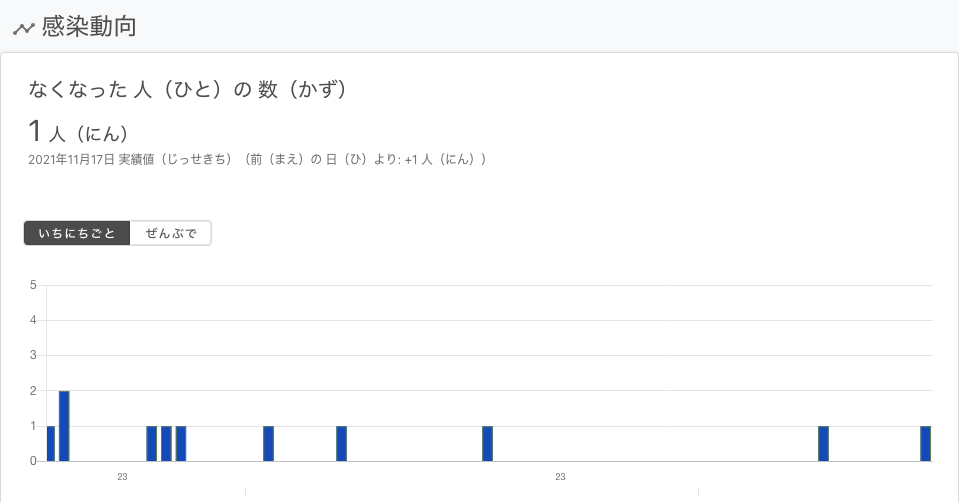 感染動向
なくなった 人（ひと）の 数（かず）
1 人（にん）
2021年11月17日 実績値（じっせきち）（前（まえ）の 日（ひ）より: +1 人（にん））
いちにちごと ぜんぶで
5
4
3
2
1
0
23 23